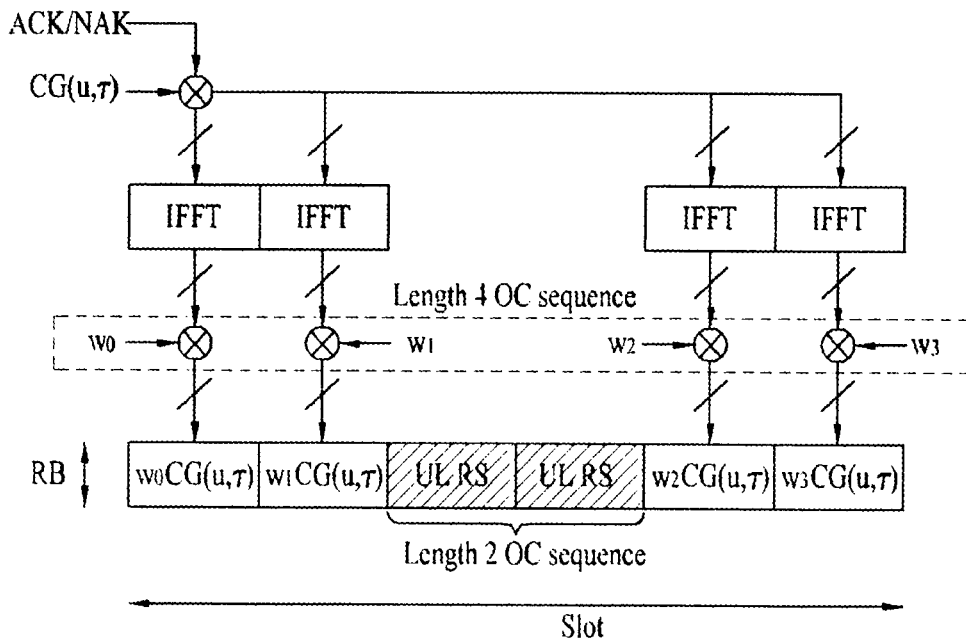 ACK/NAK
CG(u,τ)
IFFT IFFT IFFT IFFT
Length 4 OC sequence
w0 w1 w2 w3
RB w0CG(u,τ) w1CG(u,τ) UL RS UL RS w2CG(u,τ) w3CG(u,τ)
Length 2 OC sequence
Slot